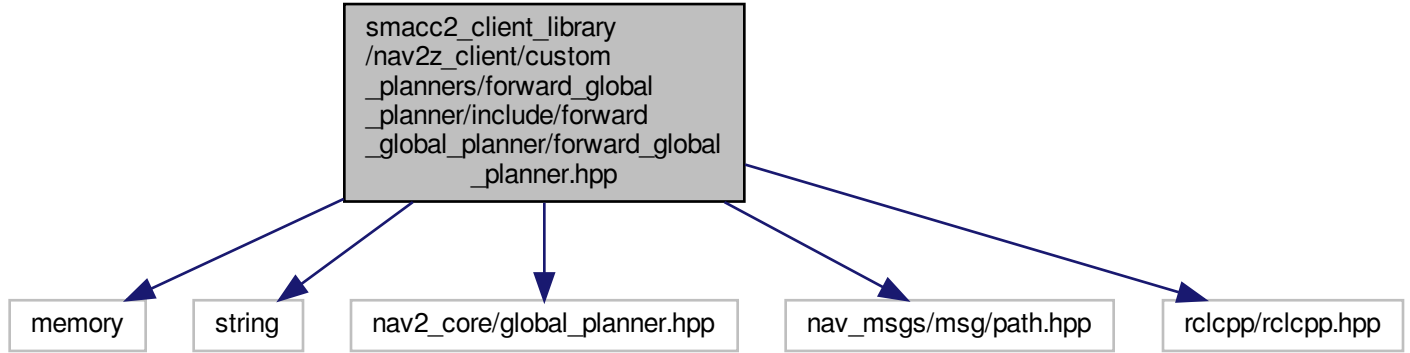 smacc2_client_library
/nav2z_client/custom
_planners/forward_global
_planner/include/forward
_global_planner/forward_global
_planner.hpp
memory
string
nav2_core/global_planner.hpp
nav_msgs/msg/path.hpp
rclcpp/rclcpp.hpp